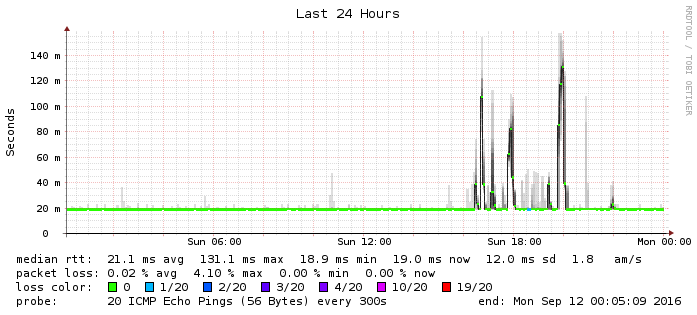 Last 24 Hours
RRDTOOL / TOBI OETIKER
Seconds
140 m
120 m
100 m
80 m
60 m
40 m
20 m
0
Sun 06:00 Sun 12:00 Sun 18:00 Mon 00:00
median rtt: 21.1 ms avg 131.1 ms max 18.9 ms min 19.0 ms now 12.0 ms sd 1.8 am/s
packet loss: 0.02 % avg 4.10 % max 0.00 % min 0.00 % now
loss color: 0 1/20 2/20 3/20 4/20 10/20 19/20
probe: 20 ICMP Echo Pings (56 Bytes) every 300s end: Mon Sep 12 00:05:09 2016